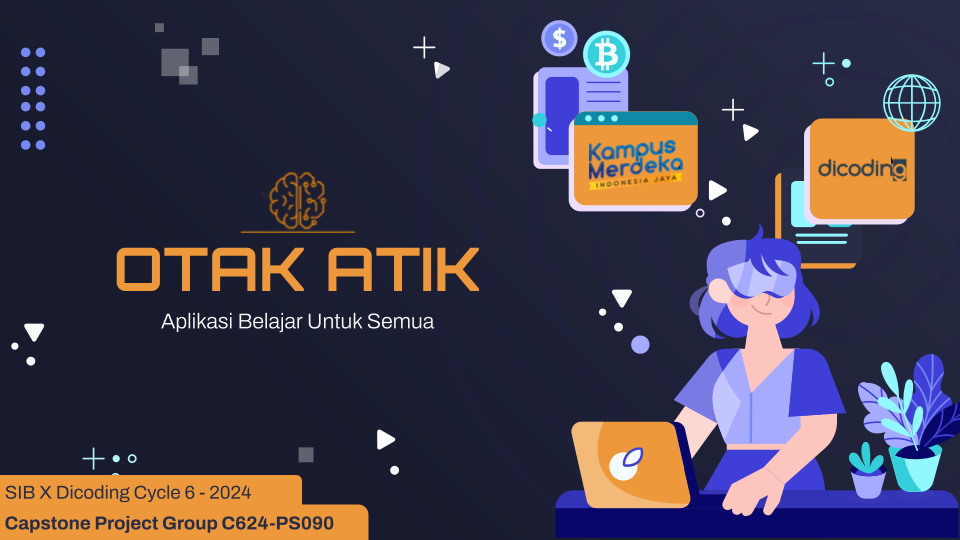 OTAK ATIK
Aplikasi Belajar Untuk Semua
$
₿
Kampus
Merdeka
INDONESIA JAYA
dicoding
SIB X Dicoding Cycle 6 - 2024
Capstone Project Group C624-PS090